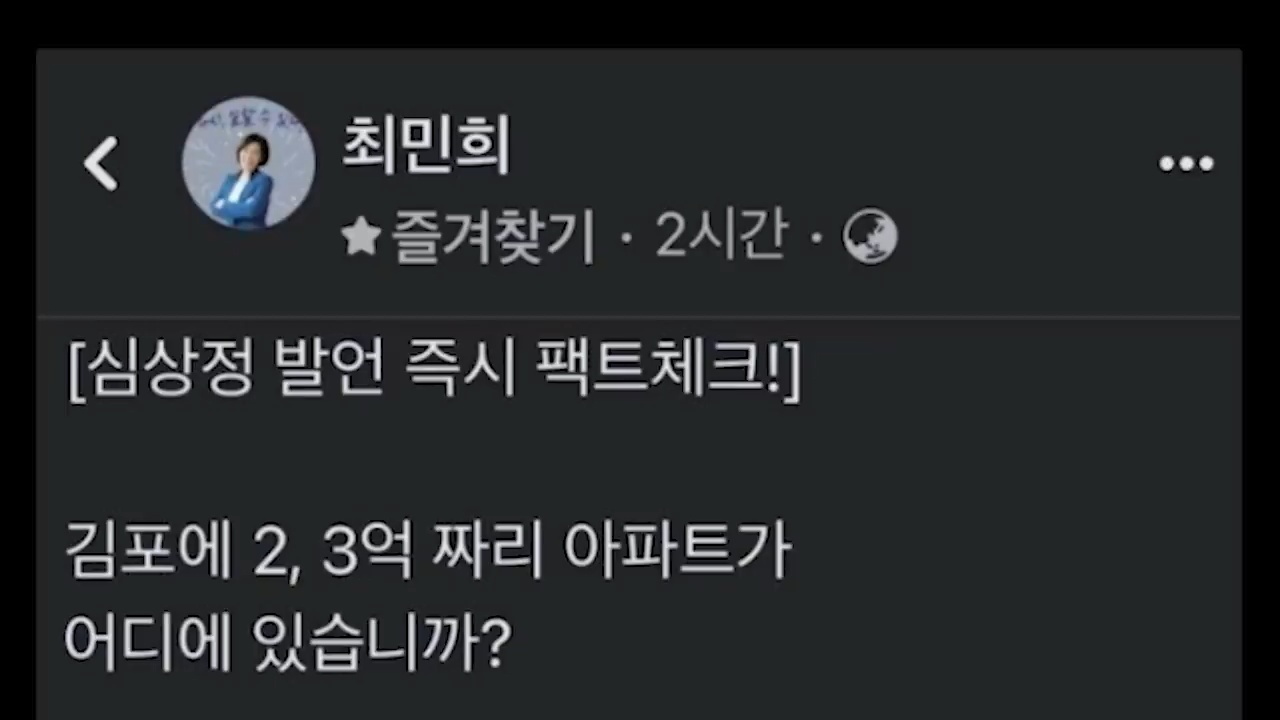 최민희
즐겨찾기 · 2시간 ·
[심상정 발언 즉시 팩트체크!]
김포에 2, 3억 짜리 아파트가
어디에 있습니까?